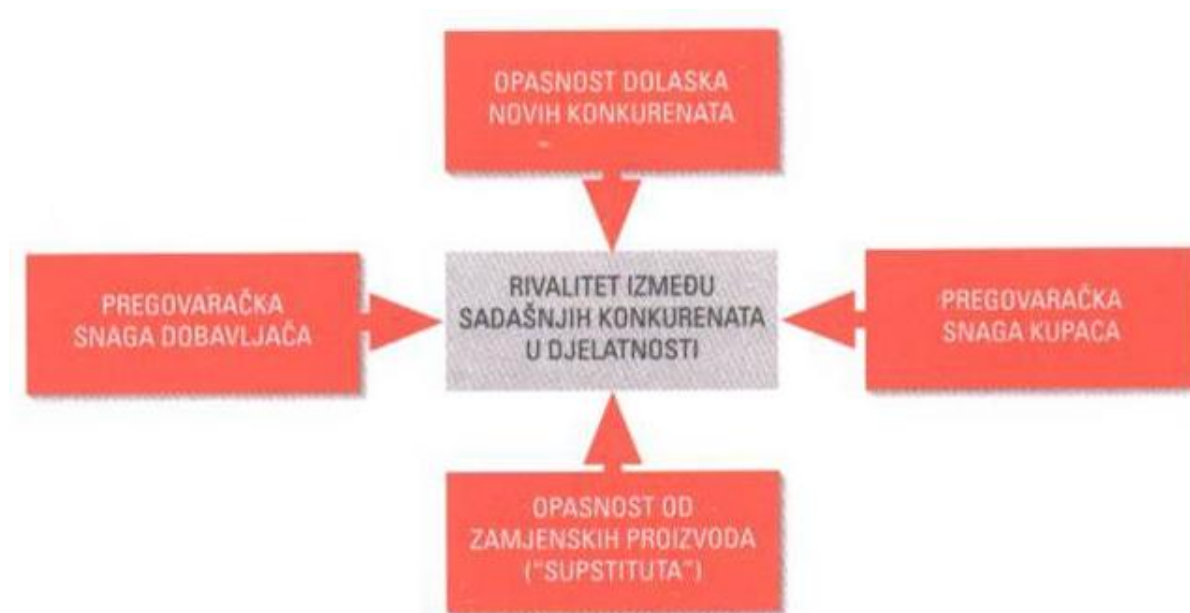 OPASNOST DOLASKA
NOVIH KONKURENATA
PREGOVARAČKA
SNAGA DOBAVLJAČA
RIVALITET IZMEĐU
SADAŠNJIH KONKURENATA
U DJELATNOSTI
PREGOVARAČKA
SNAGA KUPACA
OPASNOST OD
ZAMJENSKIH PROIZVODA
("SUPSTITUTA")